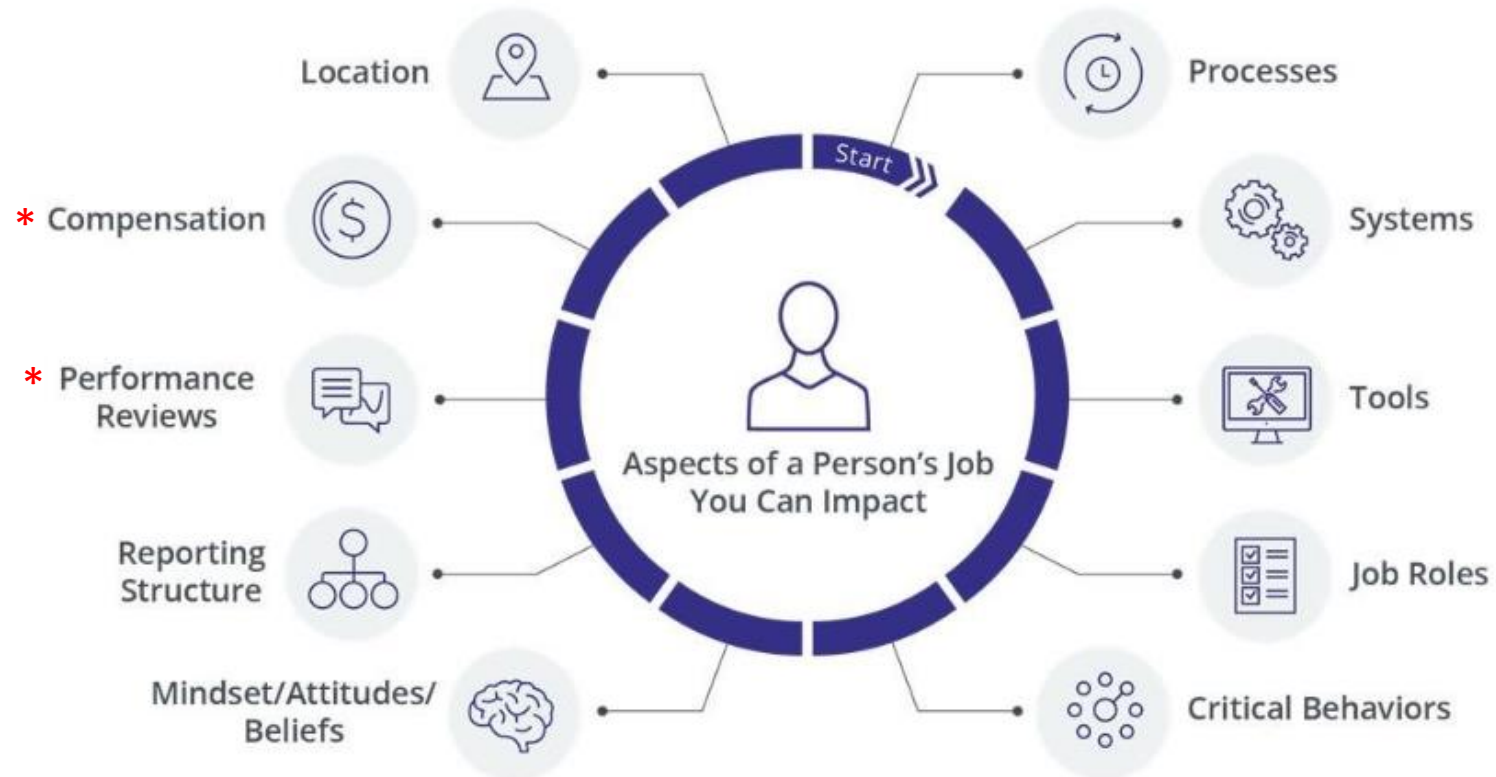 Location
Processes
Start
* Compensation
Systems
* Performance
Reviews
Tools
Aspects of a Person’s Job
You Can Impact
Reporting
Structure
Job Roles
Mindset/Attitudes/
Beliefs
Critical Behaviors